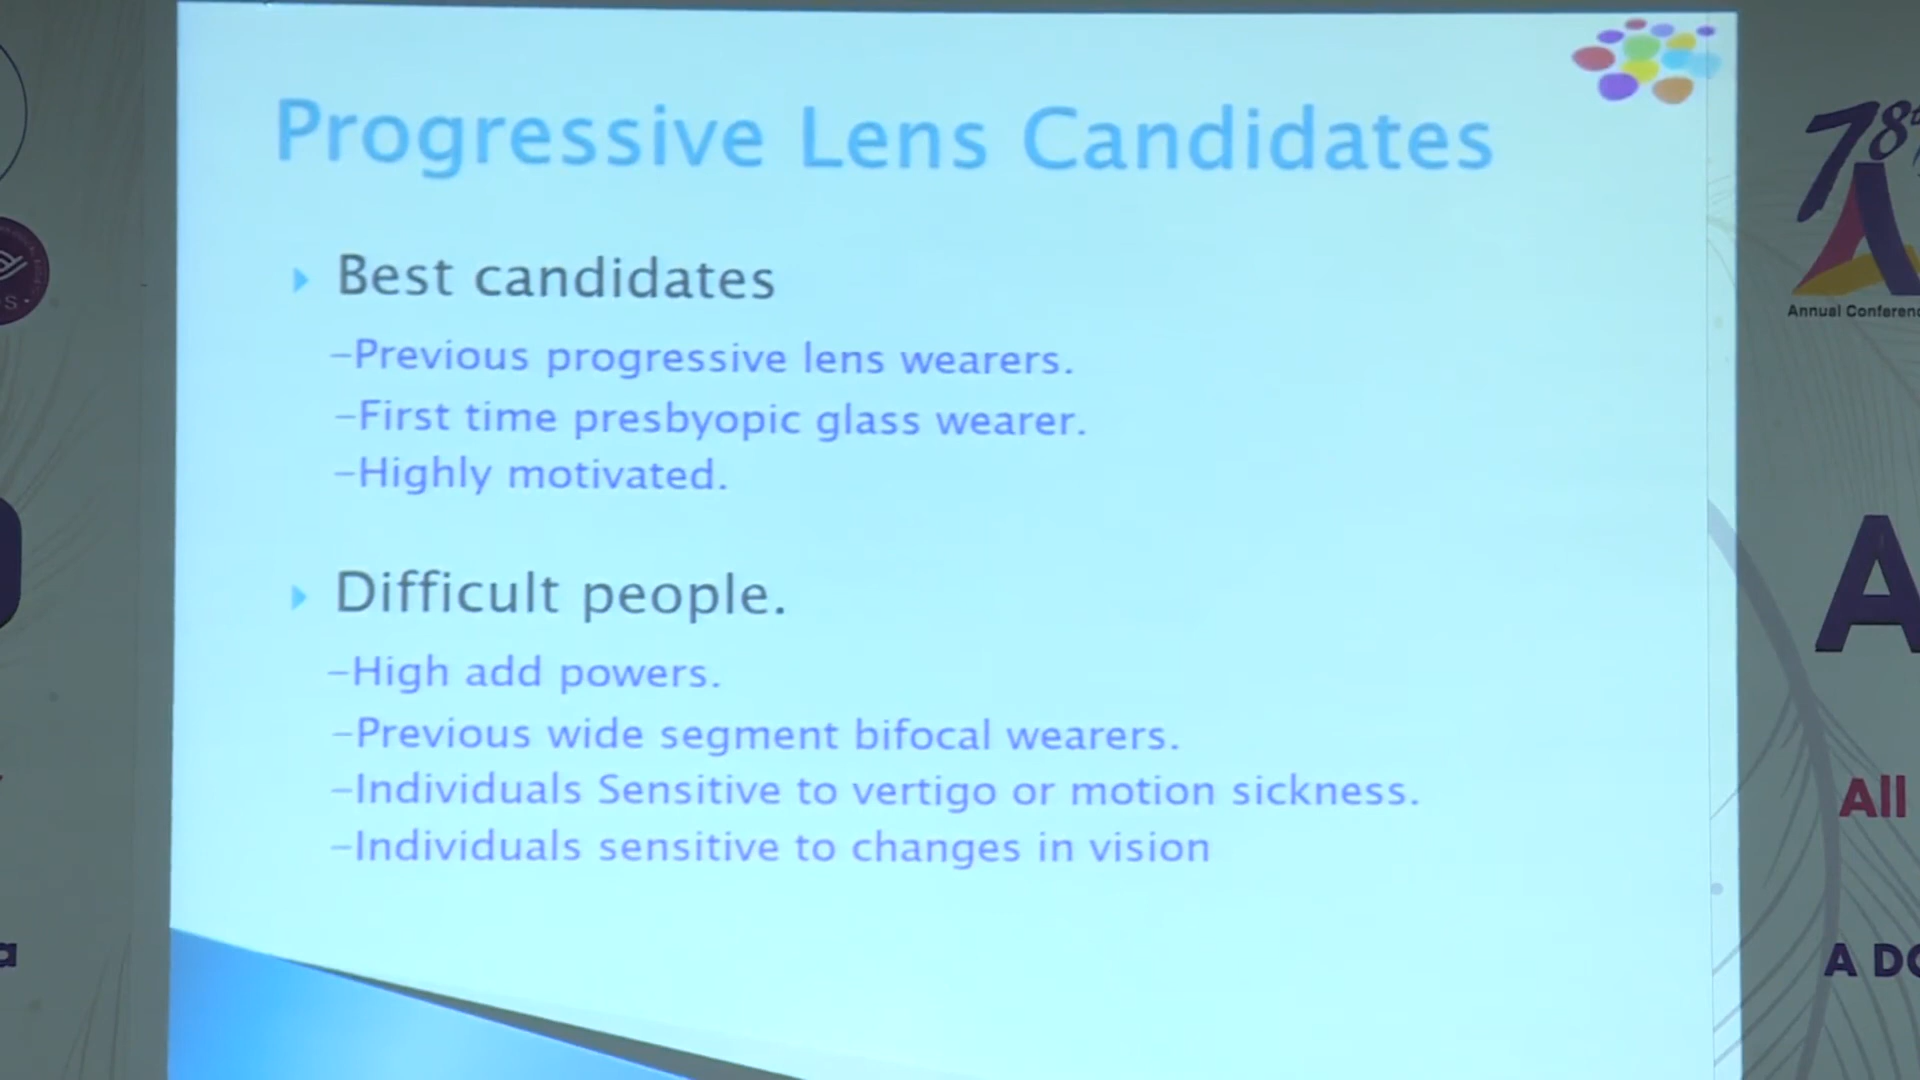 Progressive Lens Candidates
Best candidates
–Previous progressive lens wearers.
–First time presbyopic glass wearer.
–Highly motivated.
Difficult people.
–High add powers.
–Previous wide segment bifocal wearers.
–Individuals Sensitive to vertigo or motion sickness.
–Individuals sensitive to changes in vision
78th
Annual
A
All
A